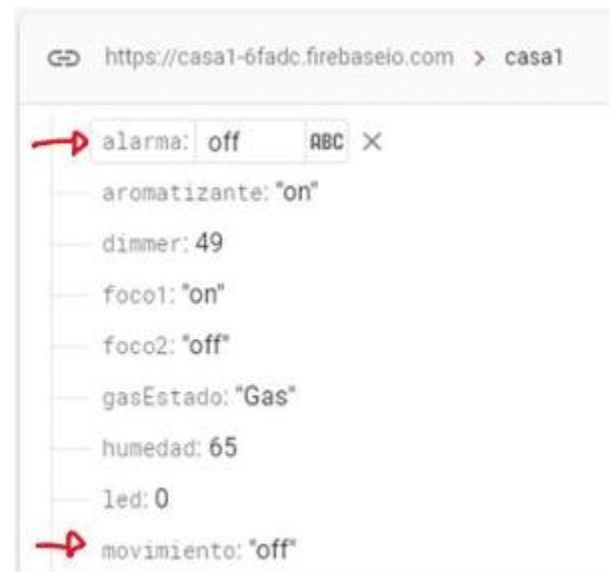 https://casa1-6fadc.firebaseio.com > casa1
alarma: off ABC ×
aromatizante: "on"
dimmer: 49
foco1: "on"
foco2: "off"
gasEstado: "Gas"
humedad: 65
led: 0
movimiento: "off"